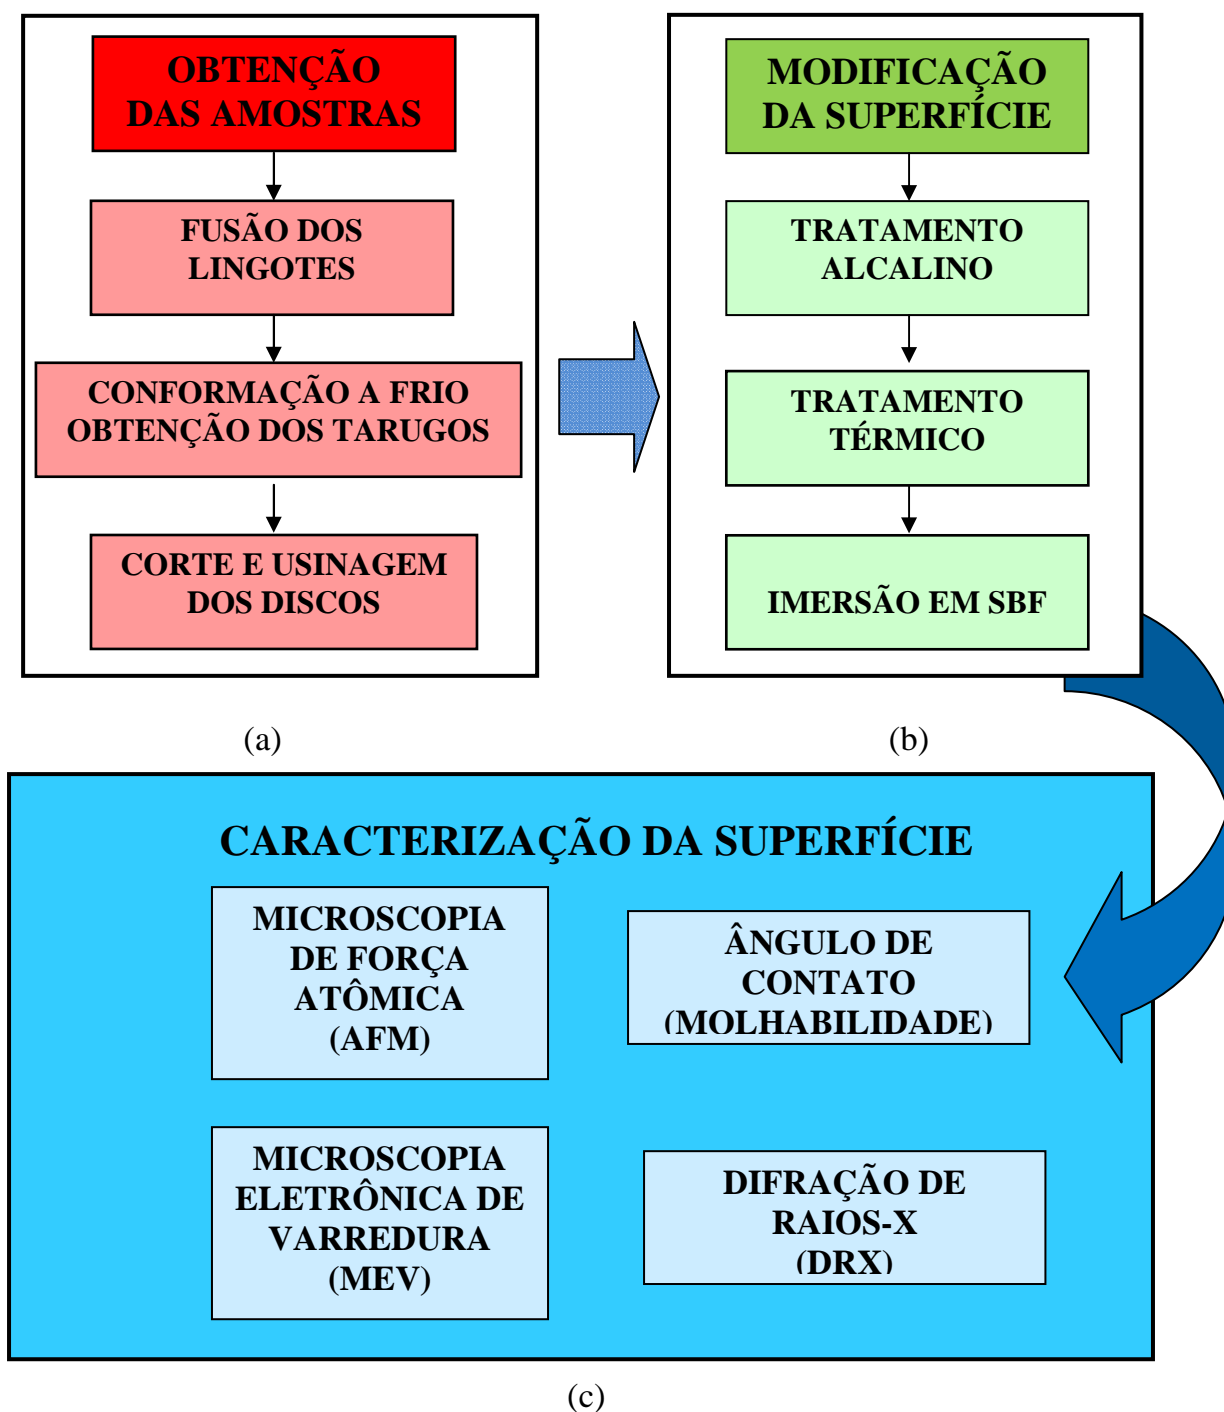 OBTENÇÃO
DAS AMOSTRAS
FUSÃO DOS
LINGOTES
CONFORMAÇÃO A FRIO
OBTENÇÃO DOS TARUGOS
CORTE E USINAGEM
DOS DISCOS
(a)
MODIFICAÇÃO
DA SUPERFÍCIE
TRATAMENTO
ALCALINO
TRATAMENTO
TÉRMICO
IMERSÃO EM SBF
(b)
CARACTERIZAÇÃO DA SUPERFÍCIE
MICROSCOPIA
DE FORÇA
ATÔMICA
(AFM)
ÂNGULO DE
CONTATO
(MOLHABILIDADE)
MICROSCOPIA
ELETRÔNICA DE
VARREDURA
(MEV)
DIFRAÇÃO DE
RAIOS-X
(DRX)
(c)